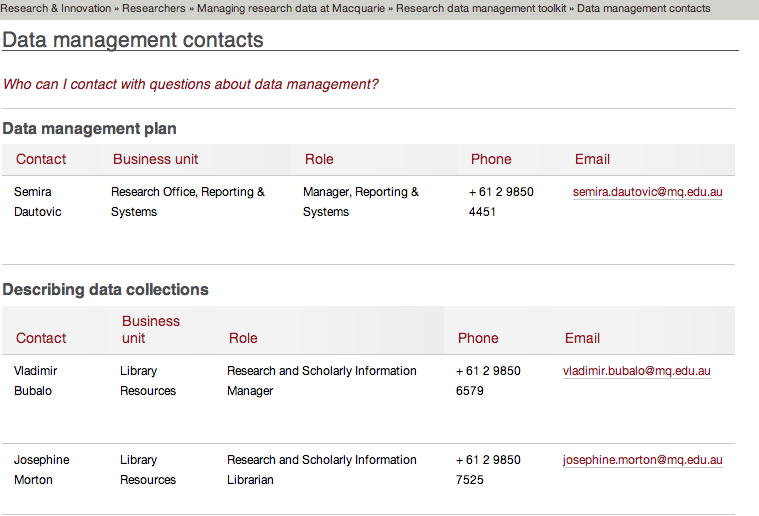 Research & Innovation » Researchers » Managing research data at Macquarie » Research data management toolkit » Data management contacts
Data management contacts
Who can I contact with questions about data management?
Data management plan
Contact Business unit Role Phone Email
Semira Research Office, Reporting & Manager, Reporting & + 61 2 9850 semira.dautovic@mq.edu.au
Dautovic Systems Systems 4451
Describing data collections
Business
Contact unit Role Phone Email
Vladimir Library Research and Scholarly Information + 61 2 9850 vladimir.bubalo@mq.edu.au
Bubalo Resources Manager 6579
Josephine Library Research and Scholarly Information + 61 2 9850 josephine.morton@mq.edu.au
Morton Resources Librarian 7525